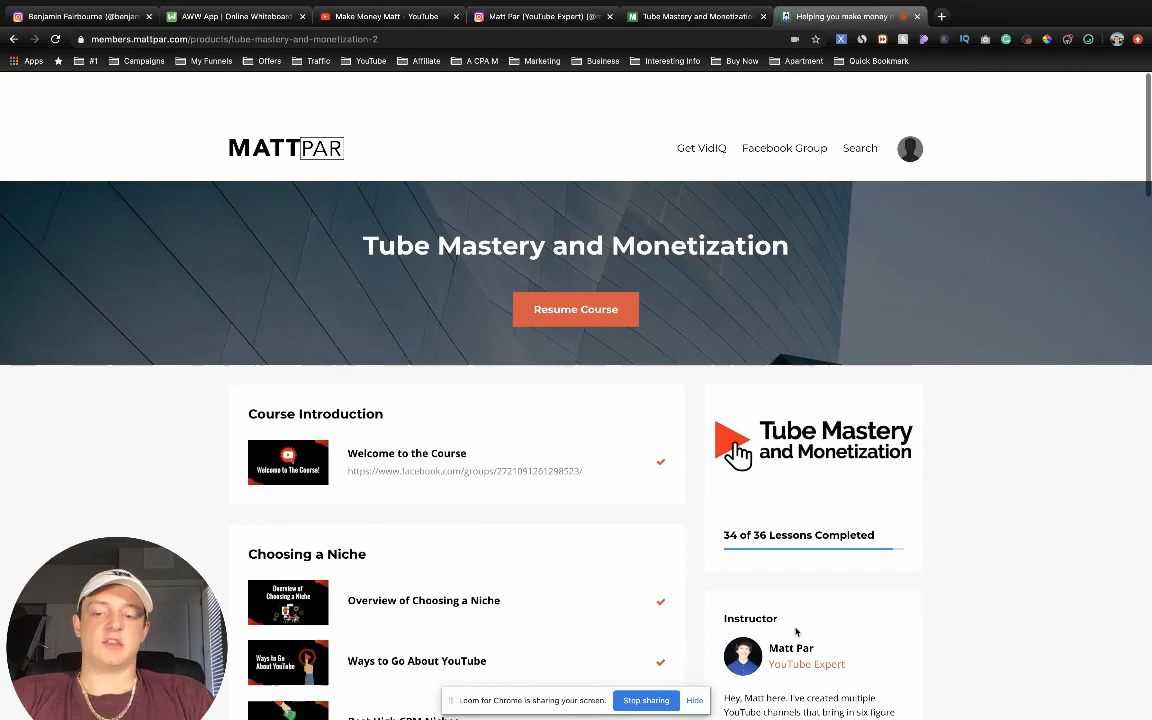 Benjamin Fairbourne (@benjam
AWW App | Online Whiteboard
Make Money Matt - YouTube
Matt Par (YouTube Expert) (@m
Tube Mastery and Monetization
Helping you make money o
members.mattpar.com/products/tube-mastery-and-monetization-2
Apps
#1
Campaigns
My Funnels
Offers
Traffic
YouTube
Affiliate
A CPA M
Marketing
Business
Interesting Info
Buy Now
Apartment
Quick Bookmark
MATTPAR
Get VidIQ
Facebook Group
Search
Tube Mastery and Monetization
Resume Course
Course Introduction
Welcome to The Course!
Welcome to the Course
https://www.facebook.com/groups/2721091261298523/
Tube Mastery
and Monetization
34 of 36 Lessons Completed
Choosing a Niche
Overview of
Choosing a Niche
Overview of Choosing a Niche
Ways to Go
About YouTube
Ways to Go About YouTube
Instructor
Matt Par
YouTube Expert
Hey, Matt here. I've created multiple
YouTube channels that bring in six figure
Loom for Chrome is sharing your screen.
Stop sharing
Hide